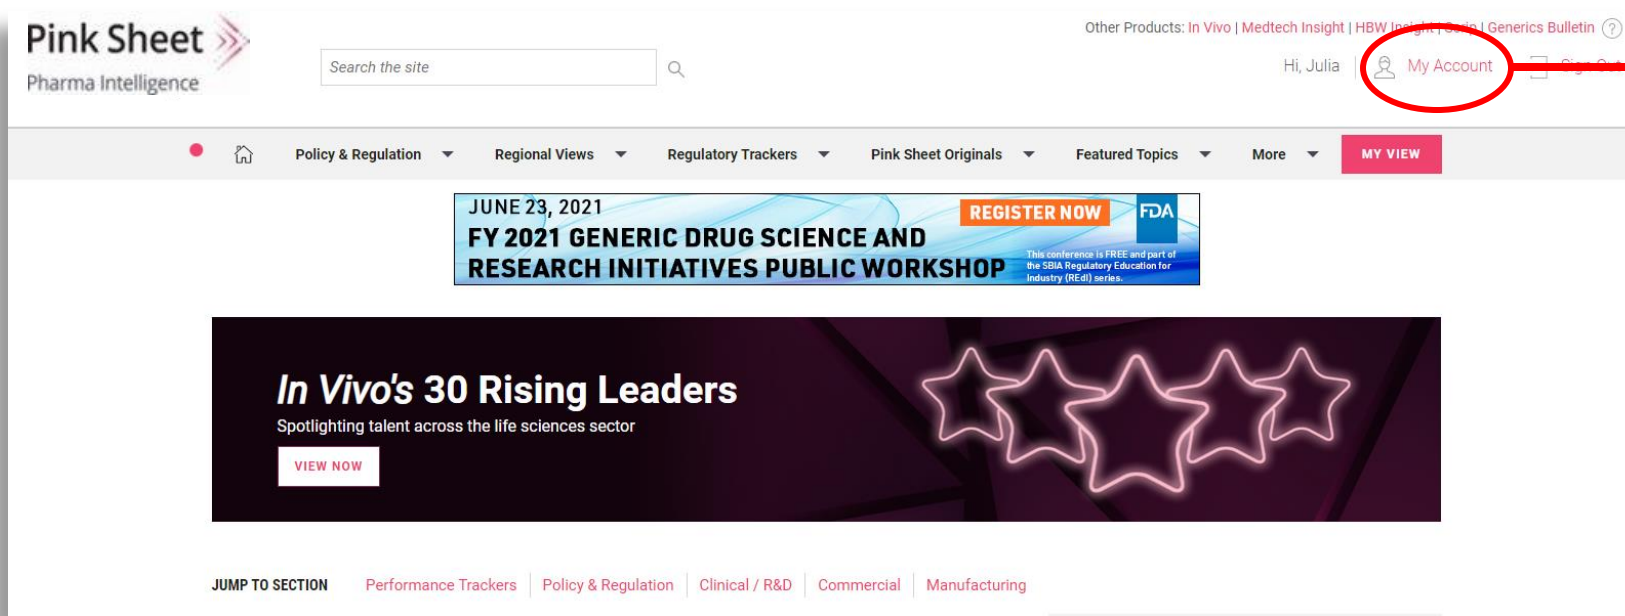 Pink Sheet
Pharma Intelligence
Search the site
Other Products: In Vivo | Medtech Insight | HBW Insight | Scrip | Generics Bulletin ?
Hi, Julia
My Account
Sign Out
Policy & Regulation
Regional Views
Regulatory Trackers
Pink Sheet Originals
Featured Topics
More
MY VIEW
JUNE 23, 2021
FY 2021 GENERIC DRUG SCIENCE AND
RESEARCH INITIATIVES PUBLIC WORKSHOP
REGISTER NOW
FDA
This conference is FREE and part of
the SBIA Regulatory Education for
Industry (REdI) series.
In Vivo's 30 Rising Leaders
Spotlighting talent across the life sciences sector
VIEW NOW
JUMP TO SECTION Performance Trackers | Policy & Regulation | Clinical / R&D | Commercial | Manufacturing